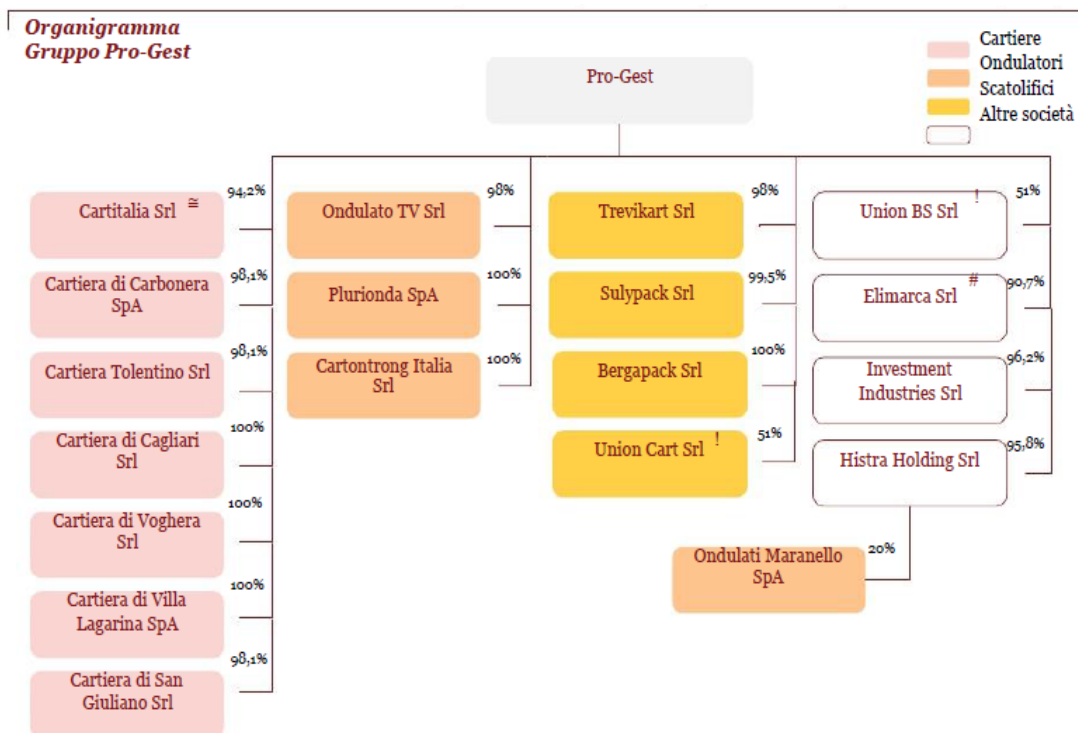 Organigramma
Gruppo Pro-Gest
Cartiere
Ondulatori
Scatolifici
Altre società
Pro-Gest
94,2%
Cartitalia Srl ≅
98,1%
Cartiera di Carbonera
SpA
98,1%
Cartiera Tolentino Srl
100%
Cartiera di Cagliari
Srl
100%
Cartiera di Voghera
Srl
100%
Cartiera di Villa
Lagarina SpA
98,1%
Cartiera di San
Giuliano Srl
98%
Ondulato TV Srl
100%
Plurionda SpA
100%
Cartontrong Italia
Srl
98%
Trevikart Srl
99,5%
Sulypack Srl
100%
Bergapack Srl
51%
Union Cart Srl !
51%
Union BS Srl !
90,7%
Elimarca Srl #
96,2%
Investment
Industries Srl
95,8%
Histra Holding Srl
20%
Ondulati Maranello
SpA